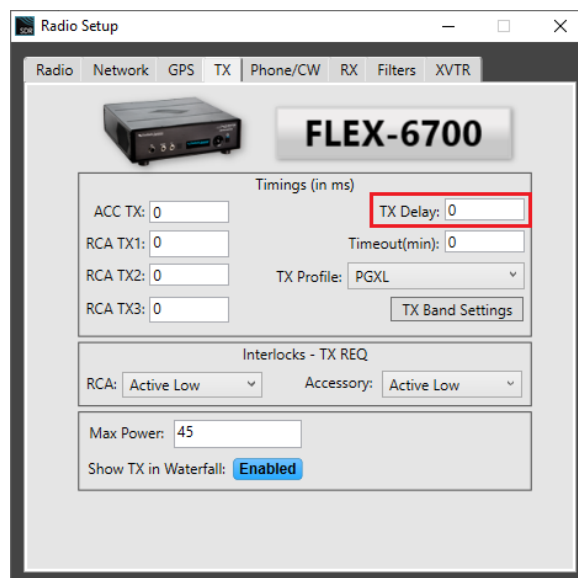 SDR Radio Setup
Radio Network GPS TX Phone/CW RX Filters XVTR
FLEX-6700
Timings (in ms)
ACC TX: 0 TX Delay: 0
RCA TX1: 0 Timeout(min): 0
RCA TX2: 0 TX Profile: PGXL
RCA TX3: 0 TX Band Settings
Interlocks - TX REQ
RCA: Active Low Accessory: Active Low
Max Power: 45
Show TX in Waterfall: Enabled